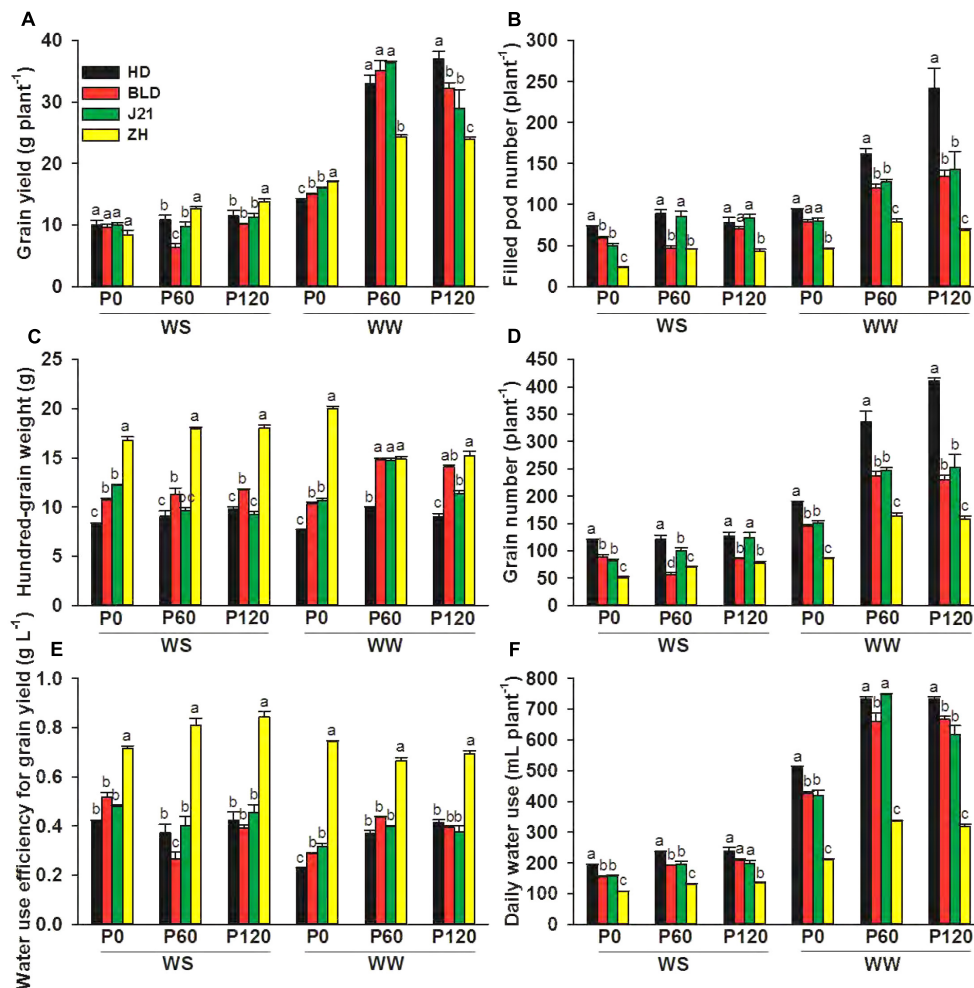 A
Grain yield (g plant⁻¹)
40
30
20
10
0
HD
BLD
J21
ZH
a a a a
b c b a
b b b a
c b b a
a a a b
a b b c
P0 P60 P120 P0 P60 P120
WS WW
B
Filled pod number (plant⁻¹)
300
250
200
150
100
50
0
a b b c
a b a b
a a a b
a a a b
a b b c
a b b c
P0 P60 P120 P0 P60 P120
WS WW
C
Hundred-grain weight (g)
25
20
15
10
5
0
c b b a
c b bc a
c b c a
c b b a
b a a a
c ab b a
P0 P60 P120 P0 P60 P120
WS WW
D
Grain number (plant⁻¹)
450
400
350
300
250
200
150
100
50
0
a b b c
a d b c
a b a b
a b b c
a b b c
a b b c
P0 P60 P120 P0 P60 P120
WS WW
E
Water use efficiency for grain yield (g L⁻¹)
1.0
0.8
0.6
0.4
0.2
0.0
b b b a
b c b a
b b b a
c b b a
b b b a
b b b a
P0 P60 P120 P0 P60 P120
WS WW
F
Daily water use (mL plant⁻¹)
800
700
600
500
400
300
200
100
0
a b b c
a b b c
a a a b
a b b c
a b a c
a b b c
P0 P60 P120 P0 P60 P120
WS WW